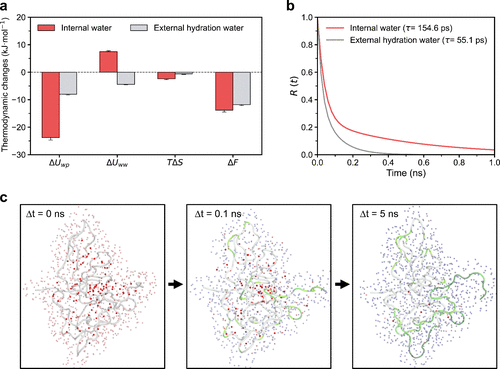 a
Internal water
External hydration water
Thermodynamic changes (kJ·mol⁻¹)
20
10
0
−10
−20
−30
ΔUwp
ΔUww
TΔS
ΔF
b
Internal water (τ= 154.6 ps)
External hydration water (τ= 55.1 ps)
R (t)
1.0
0.8
0.6
0.4
0.2
0.0
0.0
0.2
0.4
0.6
0.8
1.0
Time (ns)
c
Δt = 0 ns
Δt = 0.1 ns
Δt = 5 ns